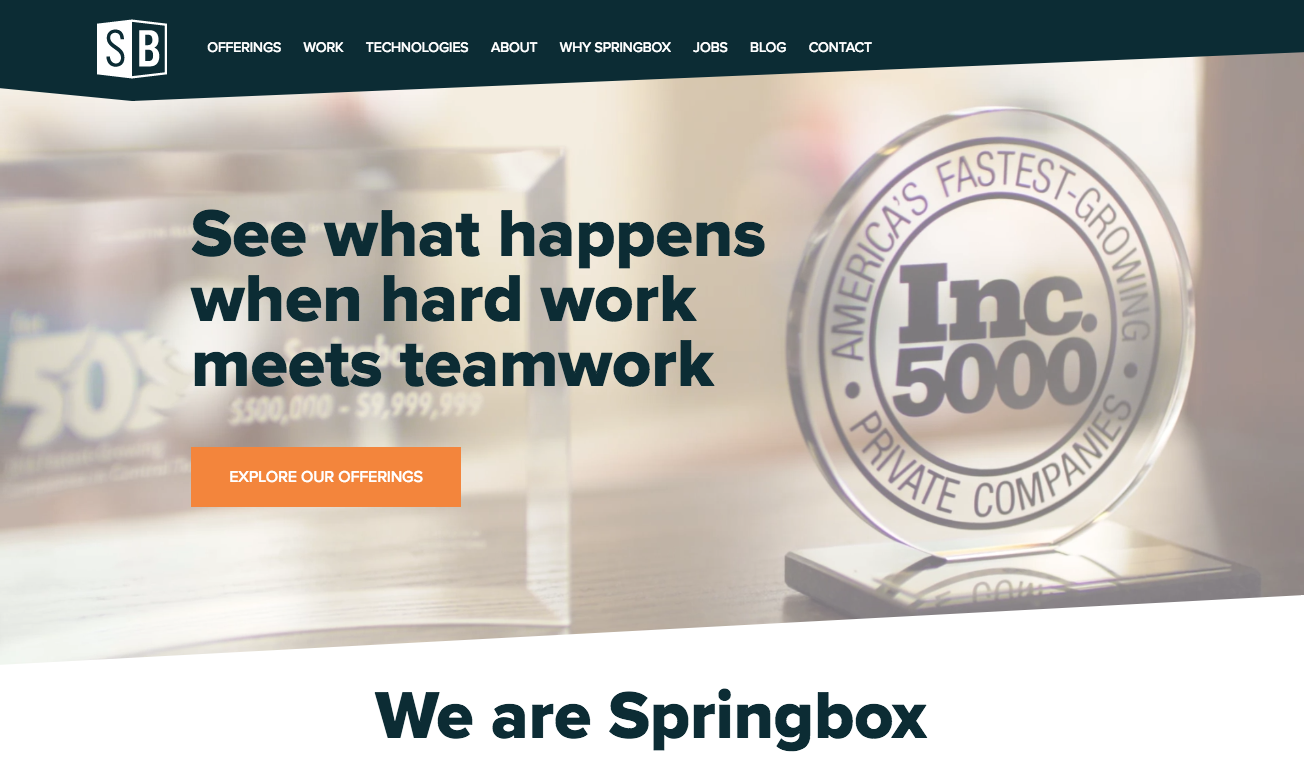 SB
OFFERINGS WORK TECHNOLOGIES ABOUT WHY SPRINGBOX JOBS BLOG CONTACT
See what happens
when hard work
meets teamwork
$500,000 - $9,999,999
EXPLORE OUR OFFERINGS
AMERICA'S FASTEST-GROWING
Inc.
5000
• PRIVATE COMPANIES •
We are Springbox